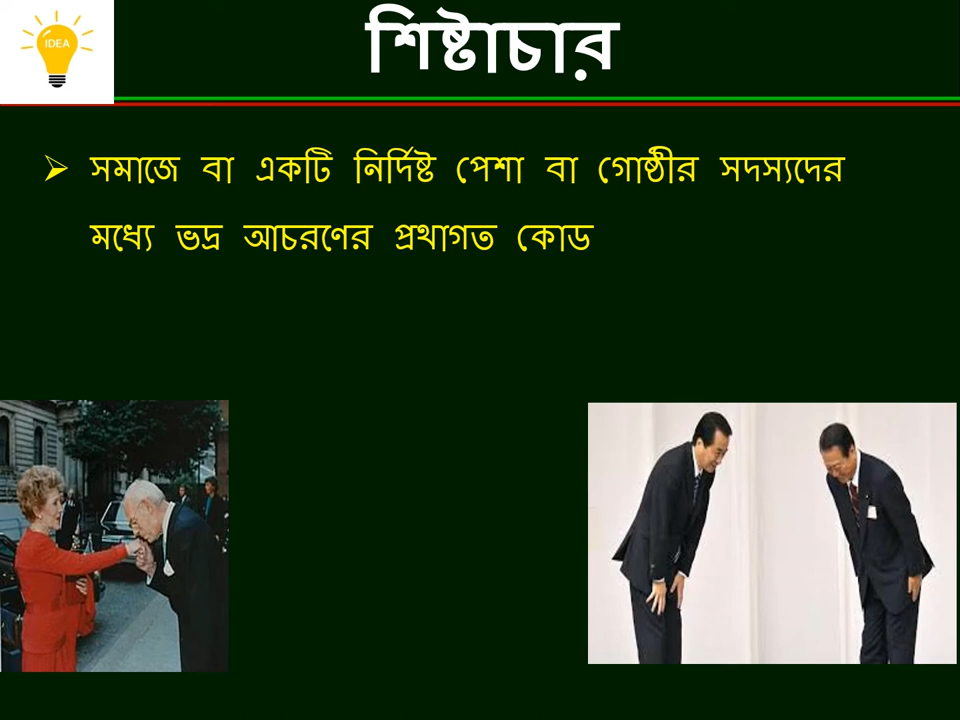 IDEA
শিষ্টাচার
➢ সমাজে বা একটি নির্দিষ্ট পেশা বা গোষ্ঠীর সদস্যদের
মধ্যে ভদ্র আচরণের প্রথাগত কোড